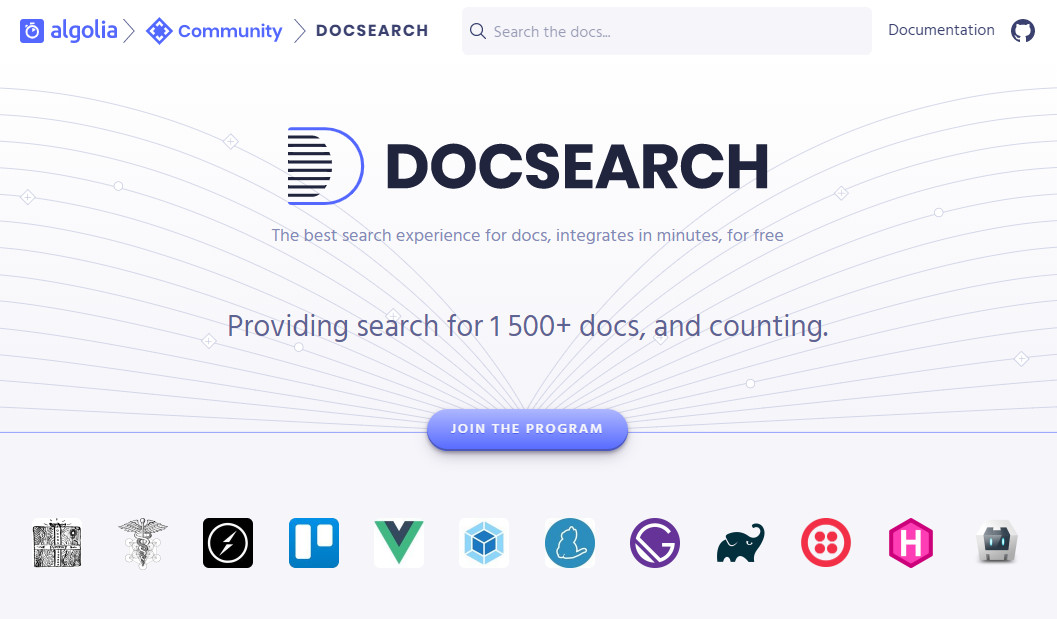 algolia
Community
DOCSEARCH
Search the docs...
Documentation
DOCSEARCH
The best search experience for docs, integrates in minutes, for free
Providing search for 1 500+ docs, and counting.
JOIN THE PROGRAM
H